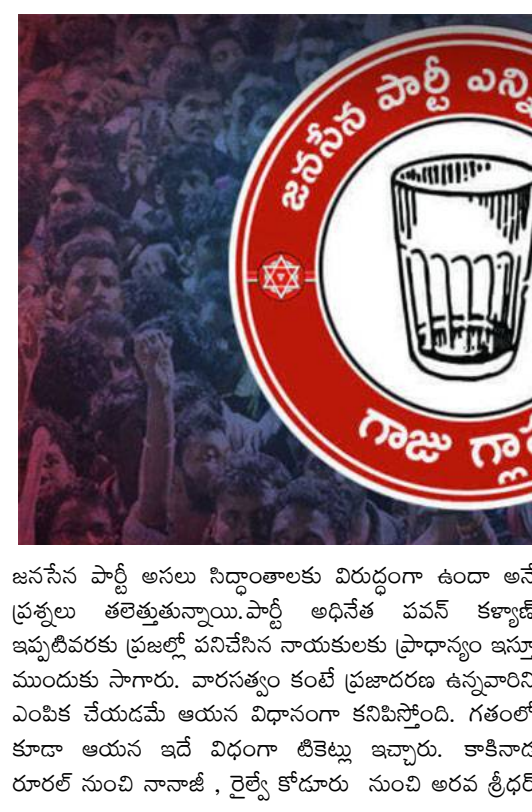 జనసేన పార్టీ
గాజు
జనసేన పార్టీ అసలు సిద్ధాంతాలకు విరుద్ధంగా ఉందా అనే
ప్రశ్నలు తలెత్తుతున్నాయి.పార్టీ అధినేత పవన్ కళ్యాణ్
ఇప్పటివరకు ప్రజల్లో పనిచేసిన నాయకులకు ప్రాధాన్యం ఇస్తూ
ముందుకు సాగారు. వారసత్వం కంటే ప్రజాదరణ ఉన్నవారిని
ఎంపిక చేయడమే ఆయన విధానంగా కనిపిస్తోంది. గతంలో
కూడా ఆయన ఇదే విధంగా టికెట్లు ఇచ్చారు. కాకినాడ
రూరల్ నుంచి నానాజీ , రైల్వే కోడూరు నుంచి అరవ శ్రీధర్